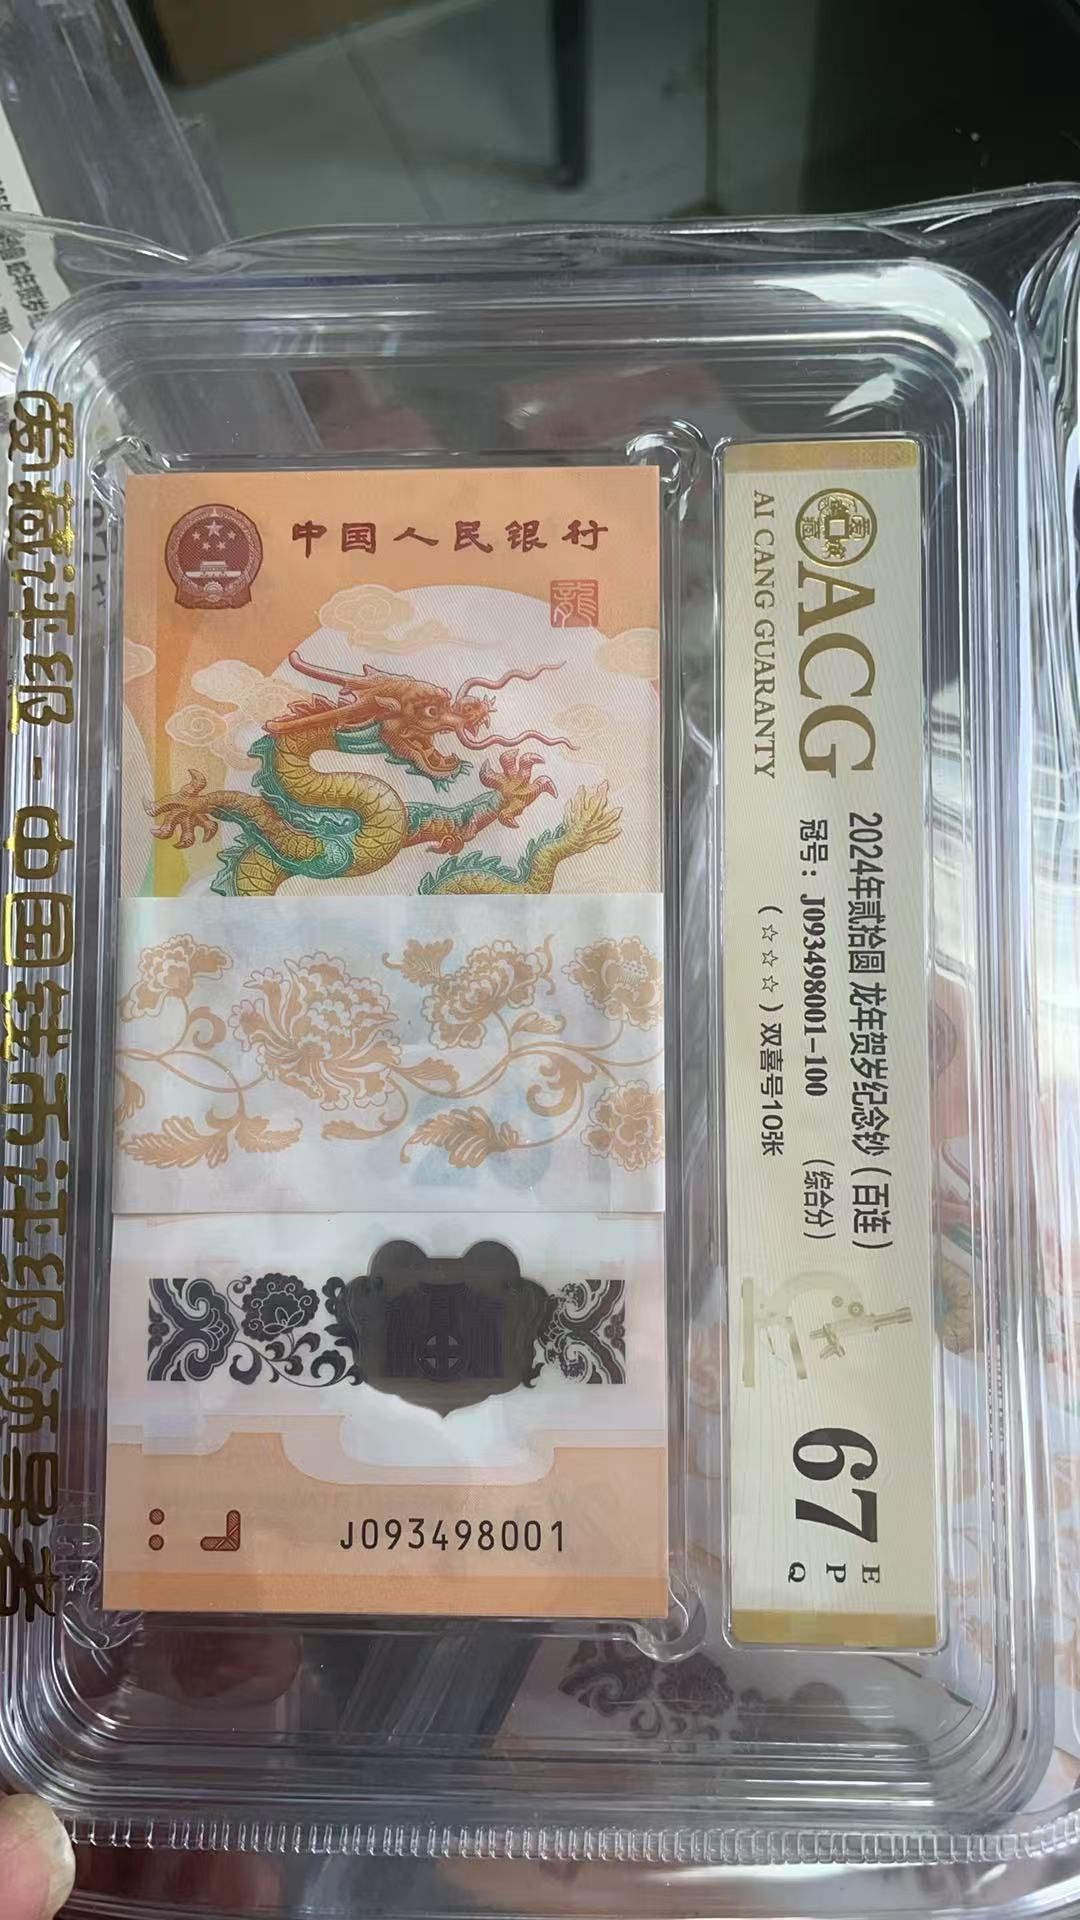 中国人民银行
龍
J093498001
ACG
AI CANG GUARANTY
2024年贰拾圆 龙年贺岁纪念钞（百连）
冠号：J093498001-100 （综合分）
（☆☆☆）双喜号10张
67
E
P
Q
爱藏评级-中国钱币评级领导者